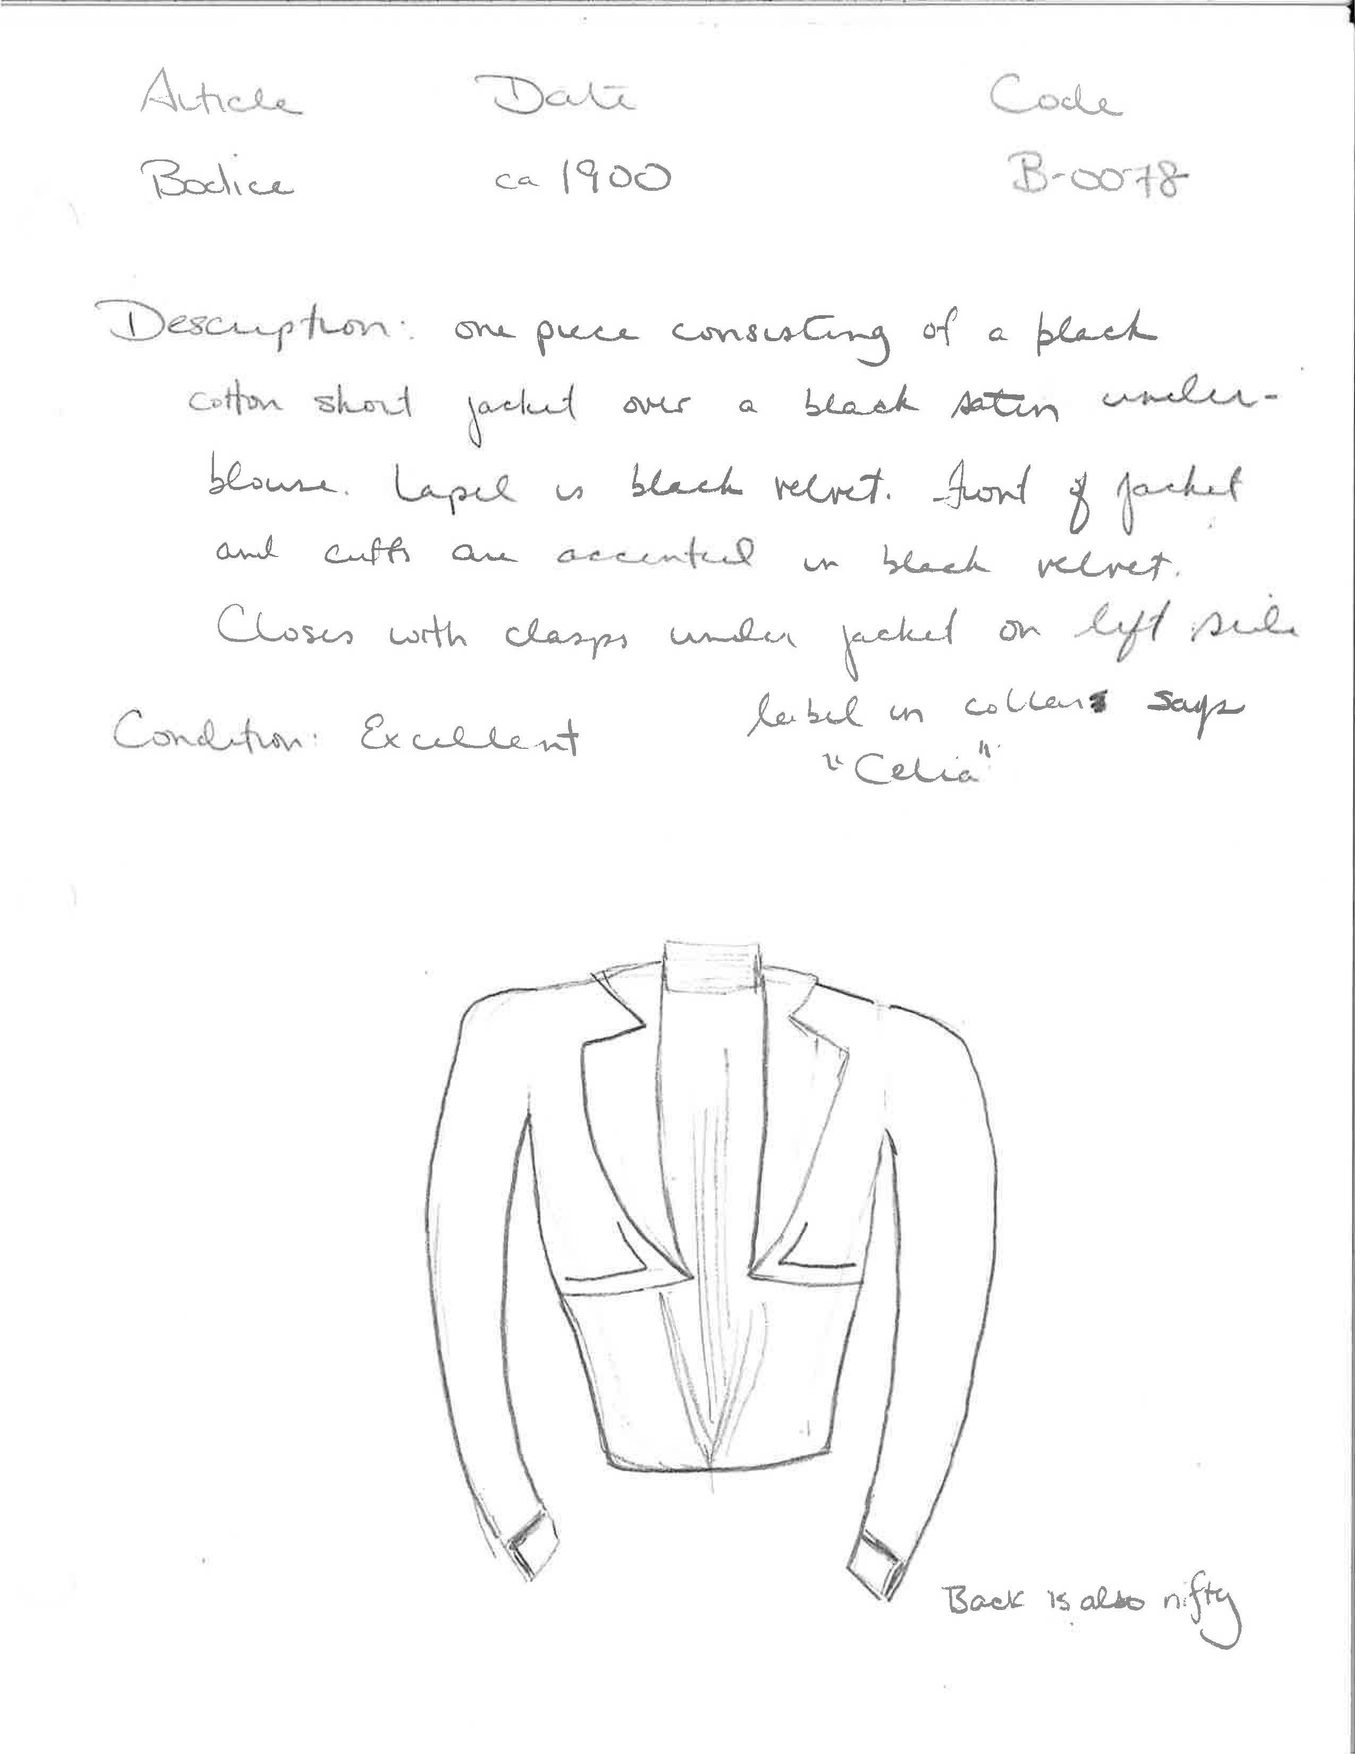 Article Date Code
Bodice ca 1900 B-0078
Description: one piece consisting of a black
cotton short jacket over a black satin under-
blouse. Lapel is black velvet. Front of jacket
and cuffs are accented in black velvet.
Closes with clasps under jacket on left side
label in collar says
Condition: Excellent
"Celia"
Back is also nifty